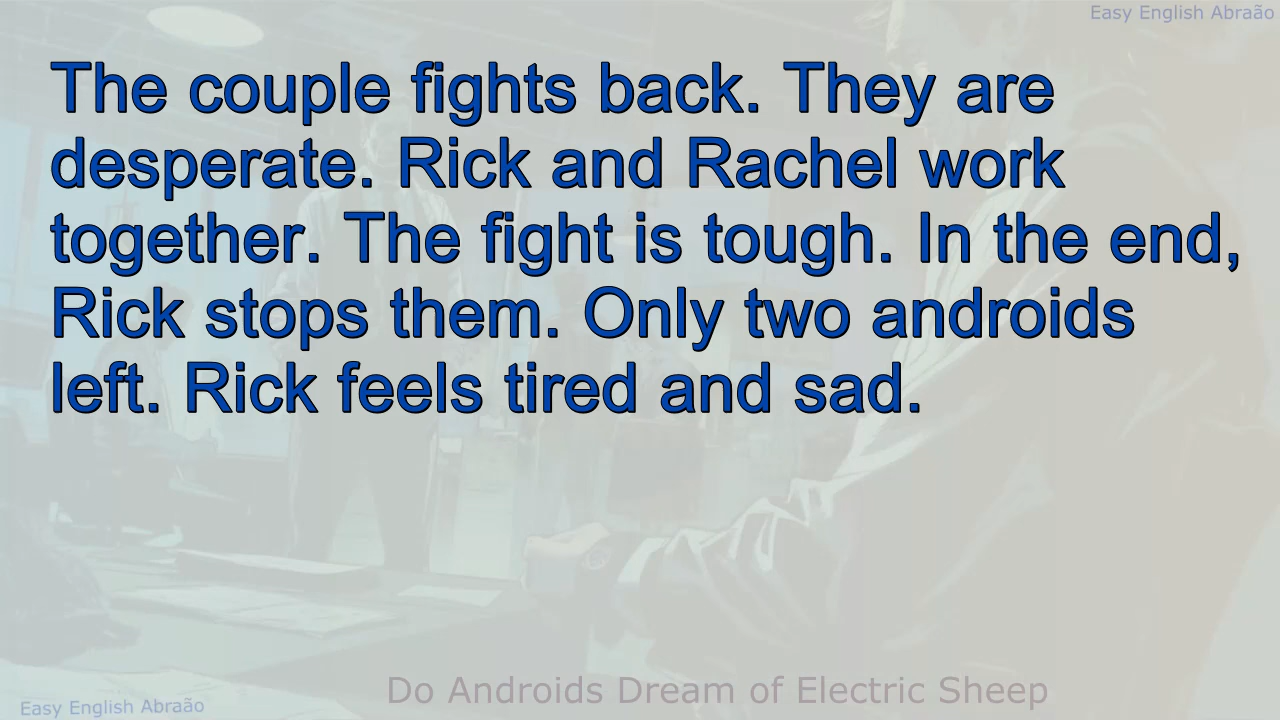 Easy English Abraão
The couple fights back. They are
desperate. Rick and Rachel work
together. The fight is tough. In the end,
Rick stops them. Only two androids
left. Rick feels tired and sad.
Do Androids Dream of Electric Sheep
Easy English Abraão